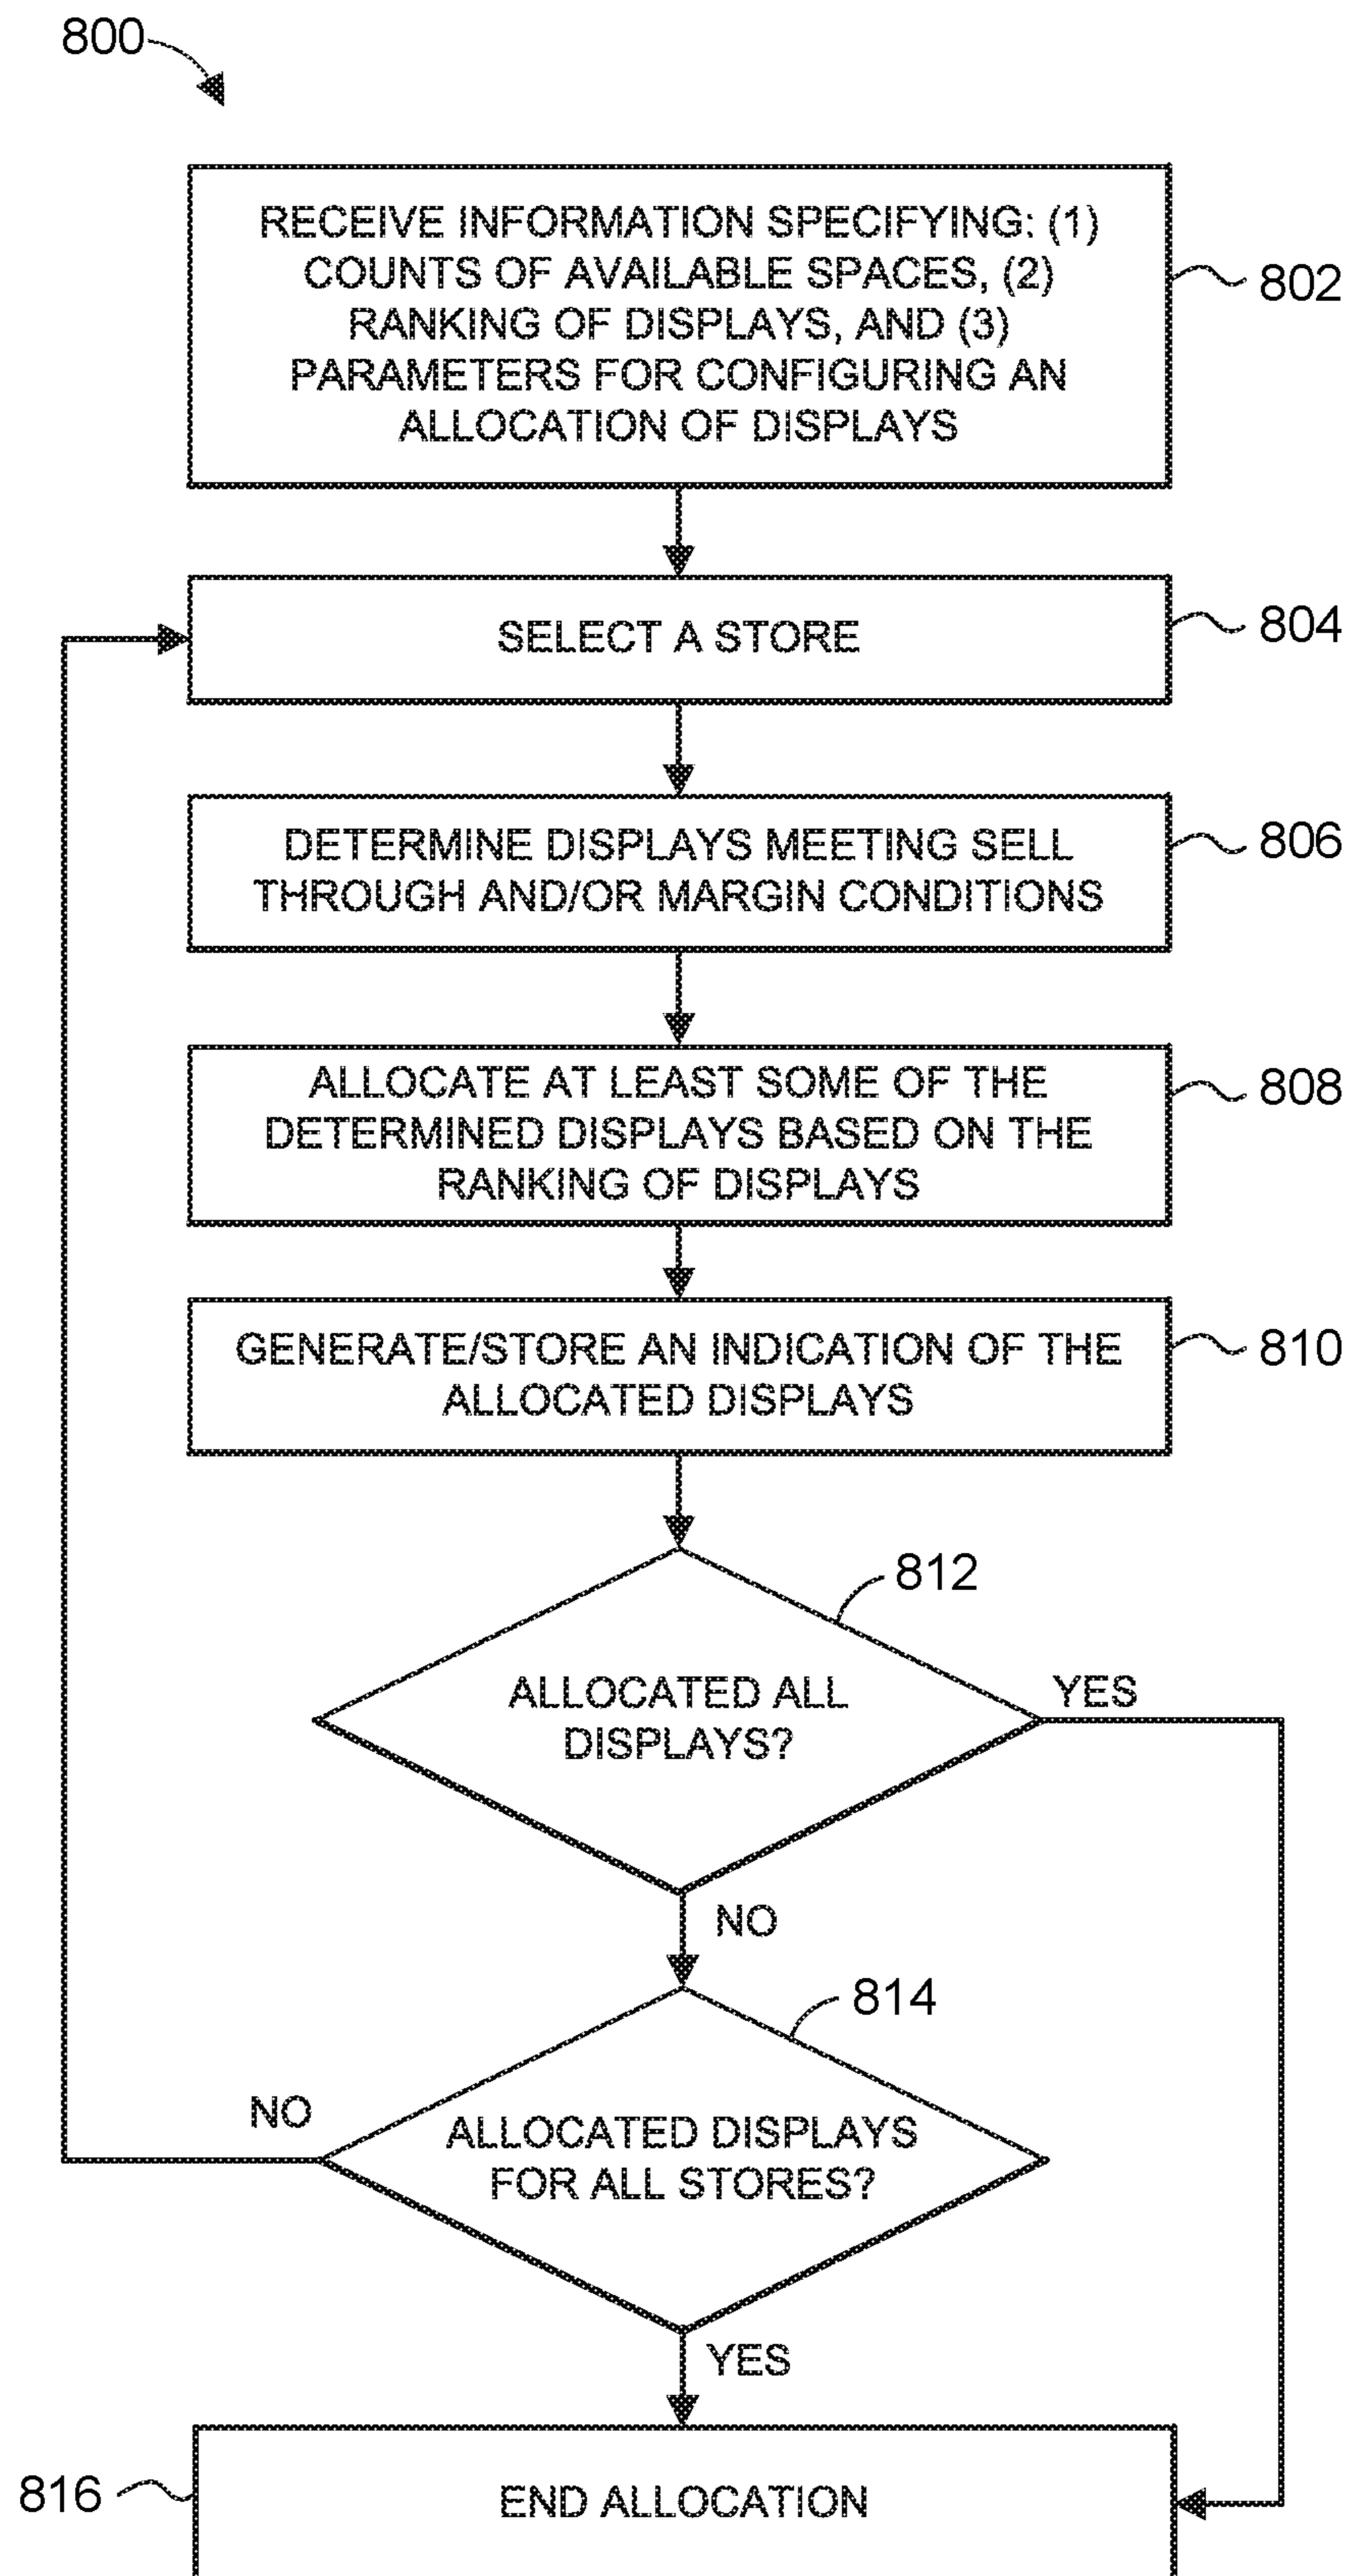 800
RECEIVE INFORMATION SPECIFYING: (1)
COUNTS OF AVAILABLE SPACES, (2)
RANKING OF DISPLAYS, AND (3)
PARAMETERS FOR CONFIGURING AN
ALLOCATION OF DISPLAYS
802
SELECT A STORE
804
DETERMINE DISPLAYS MEETING SELL
THROUGH AND/OR MARGIN CONDITIONS
806
ALLOCATE AT LEAST SOME OF THE
DETERMINED DISPLAYS BASED ON THE
RANKING OF DISPLAYS
808
GENERATE/STORE AN INDICATION OF THE
ALLOCATED DISPLAYS
810
812
ALLOCATED ALL
DISPLAYS?
YES
NO
814
NO
ALLOCATED DISPLAYS
FOR ALL STORES?
YES
816
END ALLOCATION